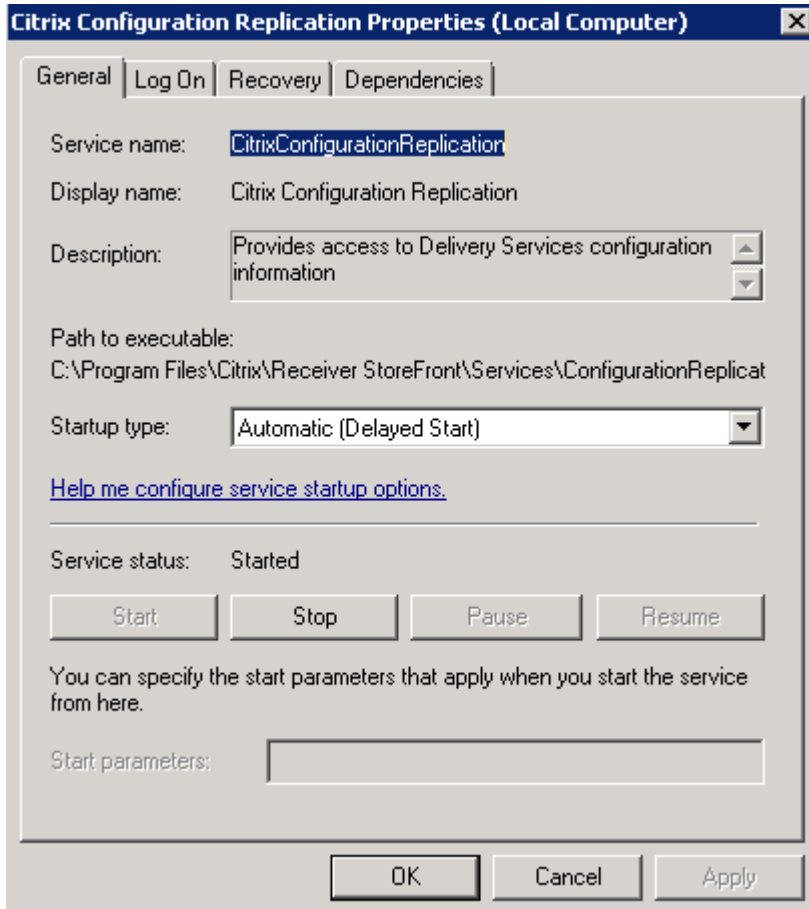 Citrix Configuration Replication Properties (Local Computer)
General Log On Recovery Dependencies
Service name: CitrixConfigurationReplication
Display name: Citrix Configuration Replication
Description: Provides access to Delivery Services configuration
information
Path to executable:
C:\Program Files\Citrix\Receiver StoreFront\Services\ConfigurationReplicat
Startup type: Automatic (Delayed Start)
Help me configure service startup options.
Service status: Started
Start Stop Pause Resume
You can specify the start parameters that apply when you start the service
from here.
Start parameters:
OK Cancel Apply